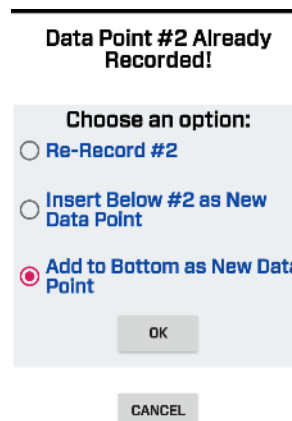 Data Point #2 Already
Recorded!
Choose an option:
Re-Record #2
Insert Below #2 as New
Data Point
Add to Bottom as New Data
Point
OK
CANCEL